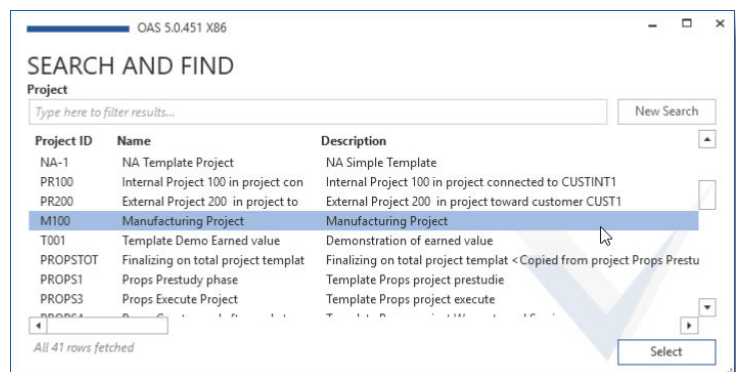 OAS 5.0.451 X86
SEARCH AND FIND
Project
Type here to filter results... New Search
Project ID Name Description
NA-1 NA Template Project NA Simple Template
PR100 Internal Project 100 in project con Internal Project 100 in project connected to CUSTINT1
PR200 External Project 200 in project to External Project 200 in project toward customer CUST1
M100 Manufacturing Project Manufacturing Project
T001 Template Demo Earned value Demonstration of earned value
PROPSTOT Finalizing on total project templat Finalizing on total project templat <Copied from project Props Prestu
PROPS1 Props Prestudy phase Template Props project prestudie
PROPS3 Props Execute Project Template Props project execute
All 41 rows fetched Select